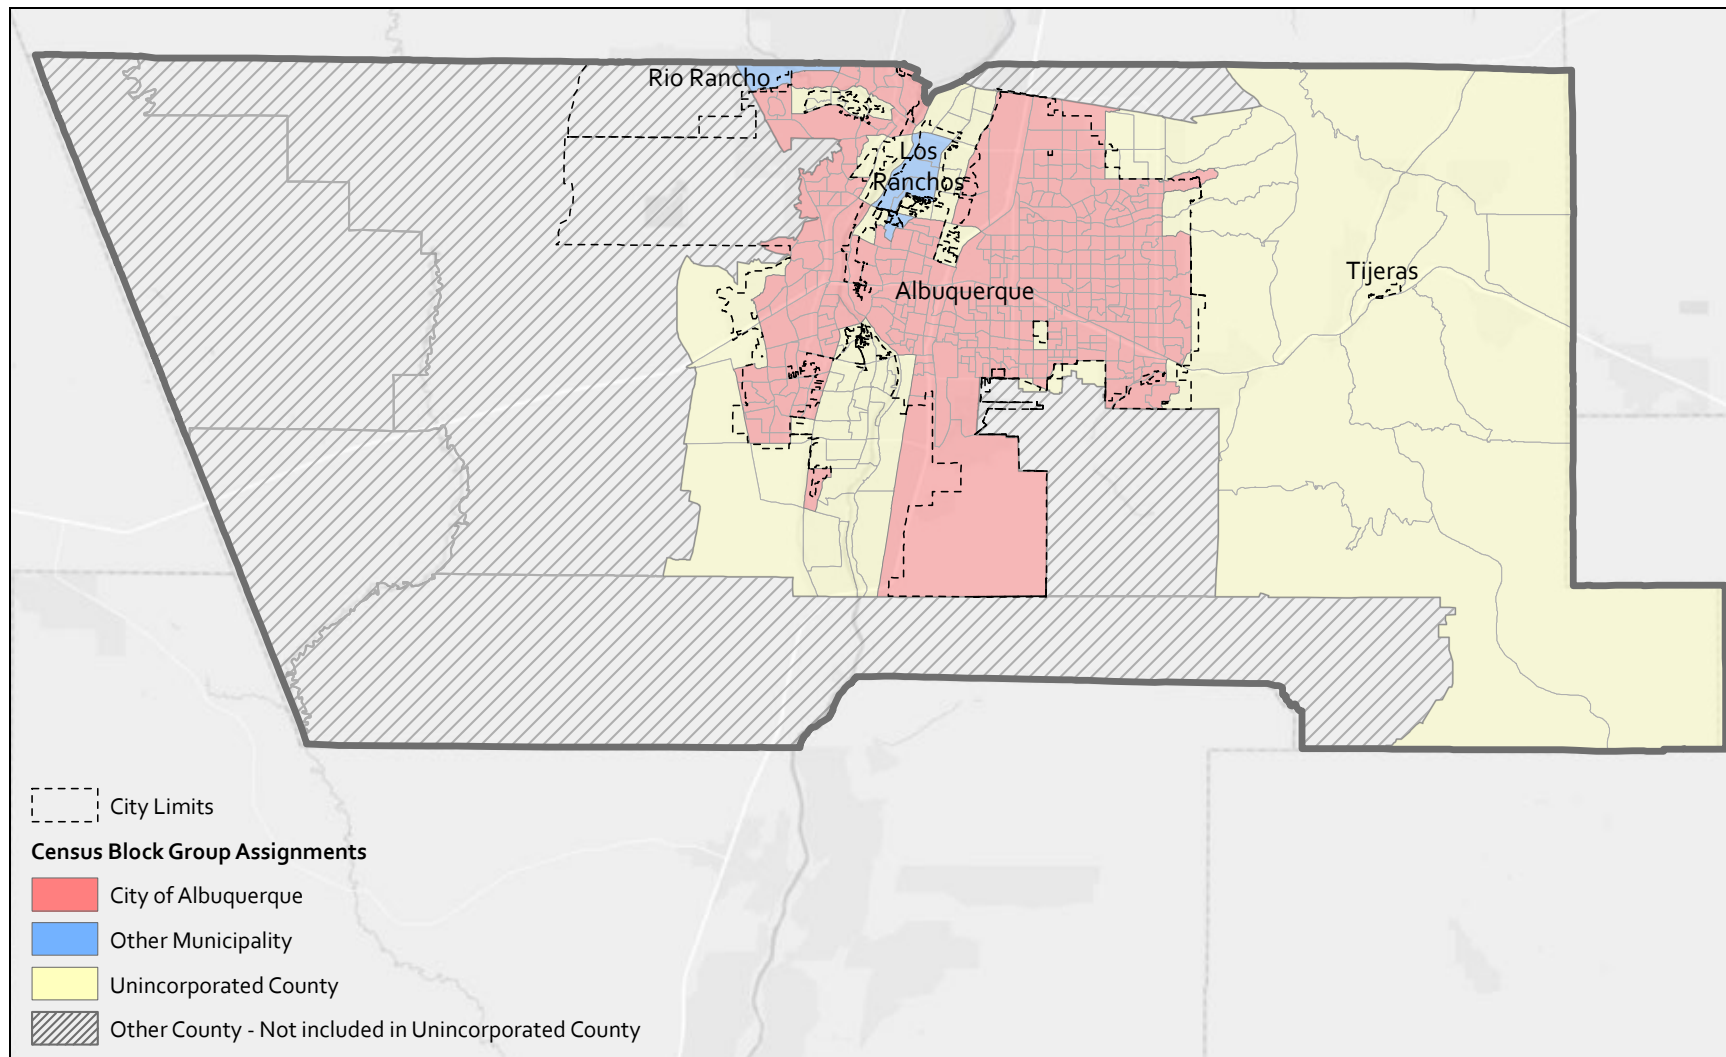 Rio Rancho
Los
Ranchos
Tijeras
Albuquerque
City Limits
Census Block Group Assignments
City of Albuquerque
Other Municipality
Unincorporated County
Other County - Not included in Unincorporated County